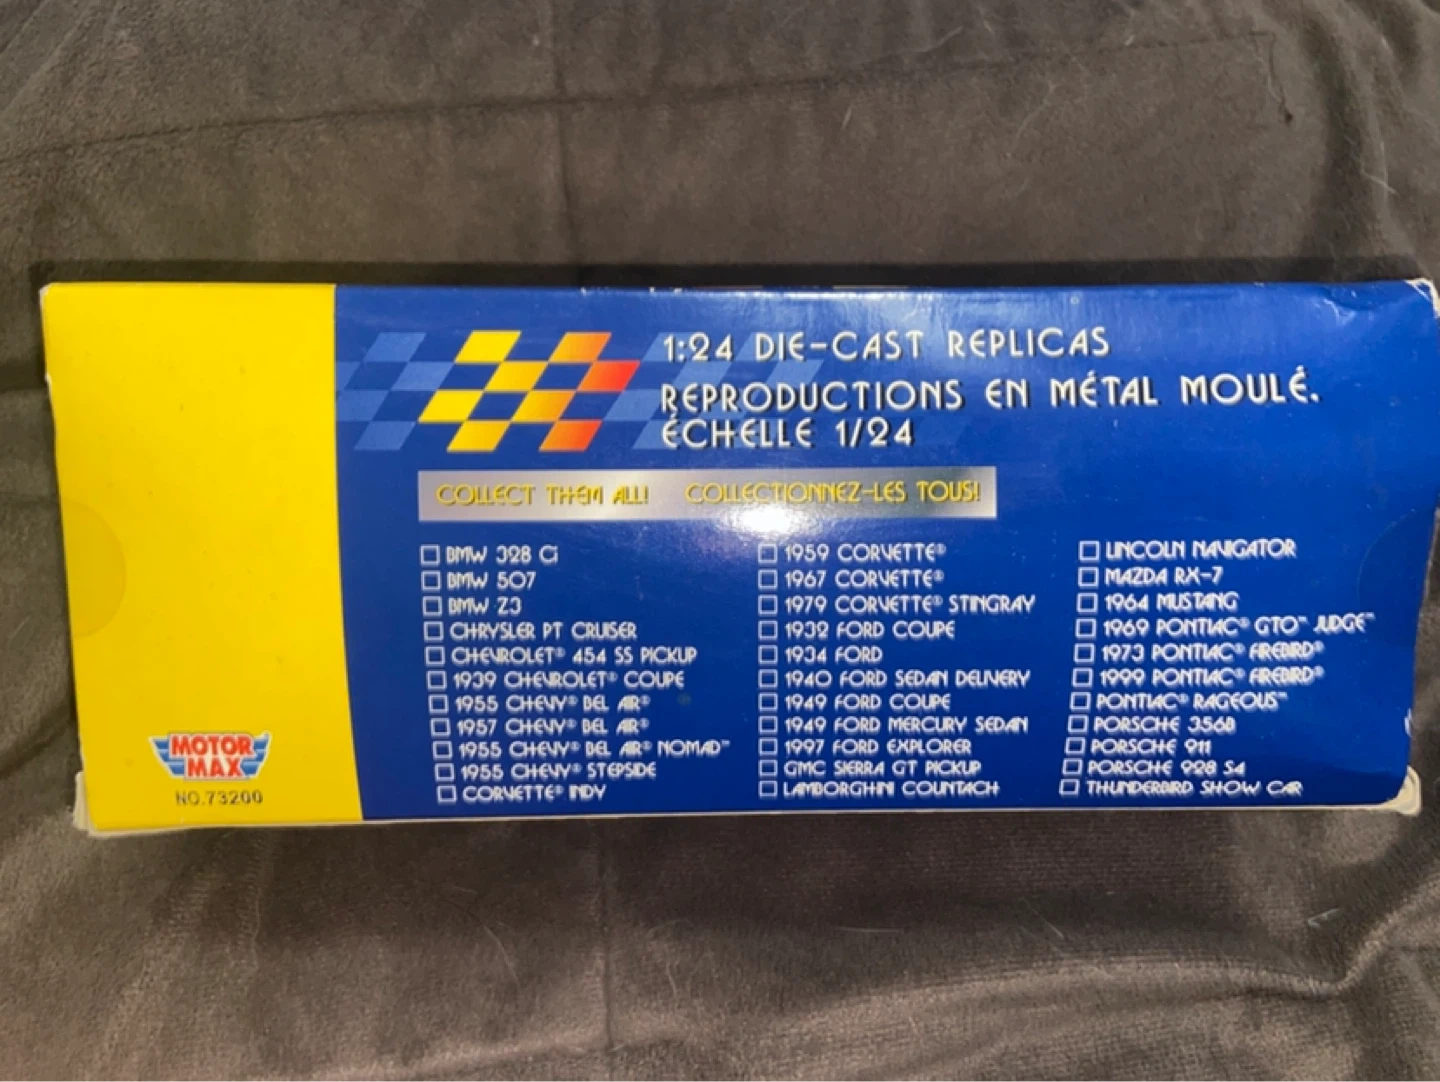 1:24 DIE-CAST REPLICAS
REPRODUCTIONS EN MÉTAL MOULÉ.
ÉCHELLE 1/24
COLLECT THEM ALL! COLLECTIONNEZ-LES TOUS!
BMW 328 Ci
BMW 507
BMW Z3
CHRYSLER PT CRUISER
CHEVROLET® 454 SS PICKUP
1939 CHEVROLET® COUPE
1955 CHEVY® BEL AIR®
1957 CHEVY® BEL AIR®
1955 CHEVY® BEL AIR® NOMAD™
1955 CHEVY® STEPSIDE
CORVETTE® INDY
1959 CORVETTE®
1967 CORVETTE®
1979 CORVETTE® STINGRAY
1932 FORD COUPE
1934 FORD
1940 FORD SEDAN DELIVERY
1949 FORD COUPE
1949 FORD MERCURY SEDAN
1997 FORD EXPLORER
GMC SIERRA GT PICKUP
LAMBORGHINI COUNTACH
LINCOLN NAVIGATOR
MAZDA RX-7
1964 MUSTANG
1969 PONTIAC® GTO™ JUDGE™
1973 PONTIAC® FIREBIRD®
1999 PONTIAC® FIREBIRD®
PONTIAC® RAGEOUS™
PORSCHE 356B
PORSCHE 911
PORSCHE 928 S4
THUNDERBIRD SHOW CAR
MOTOR
MAX
NO.73200